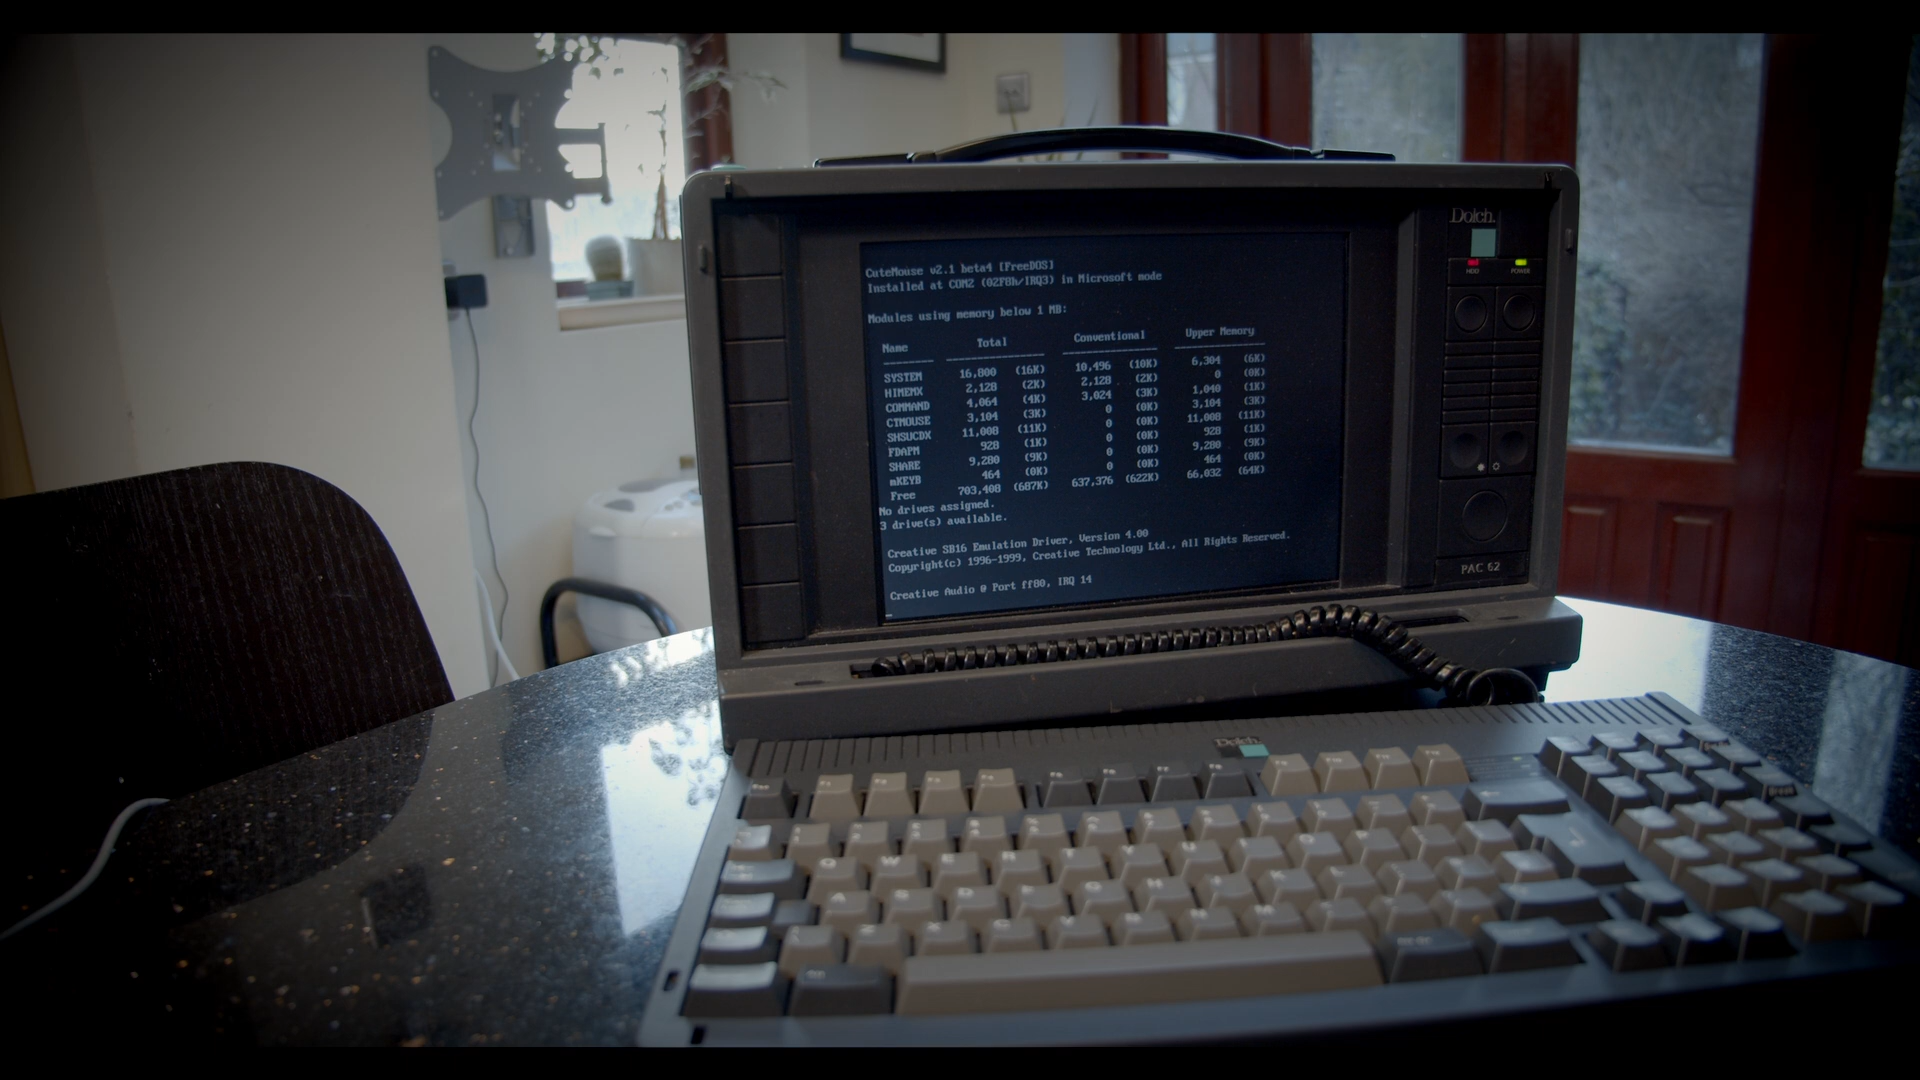 Dolch.
HDD POWER
CuteMouse v2.1 beta4 [FreeDOS]
Installed at COM2 (02F8h/IRQ3) in Microsoft mode
Modules using memory below 1 MB:
Name Total Conventional Upper Memory
SYSTEM 16,800 (16K) 10,496 (10K) 6,304 (6K)
HIMEMX 2,128 (2K) 2,128 (2K) 0 (0K)
COMMAND 4,064 (4K) 3,024 (3K) 1,040 (1K)
CTMOUSE 3,104 (3K) 0 (0K) 3,104 (3K)
SHSUCDX 11,008 (11K) 0 (0K) 11,008 (11K)
FDAPM 928 (1K) 0 (0K) 928 (1K)
SHARE 9,280 (9K) 0 (0K) 9,280 (9K)
mKEYB 464 (0K) 0 (0K) 464 (0K)
Free 703,408 (687K) 637,376 (622K) 66,032 (64K)
No drives assigned.
3 drive(s) available.
Creative SB16 Emulation Driver, Version 4.00
Copyright(c) 1996-1999, Creative Technology Ltd., All Rights Reserved.
Creative Audio @ Port ff80, IRQ 14
PAC 62
Dolch.
Q W E R T
A S D
Z X C V